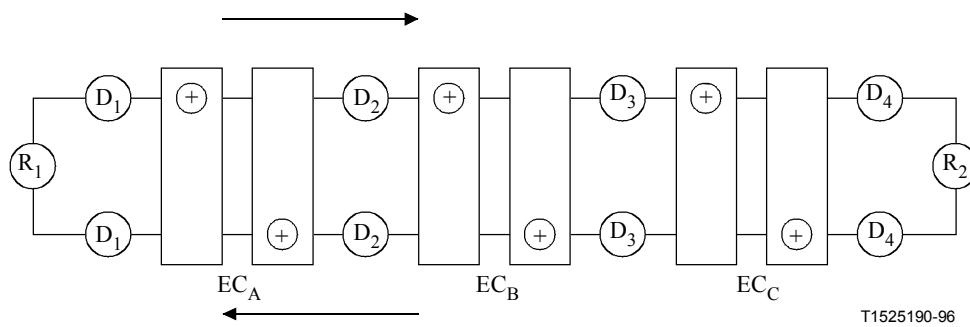 D1 + D2 + D3 + D4
R1 R2
D1 + D2 + D3 + D4
ECA ECB ECC
T1525190-96